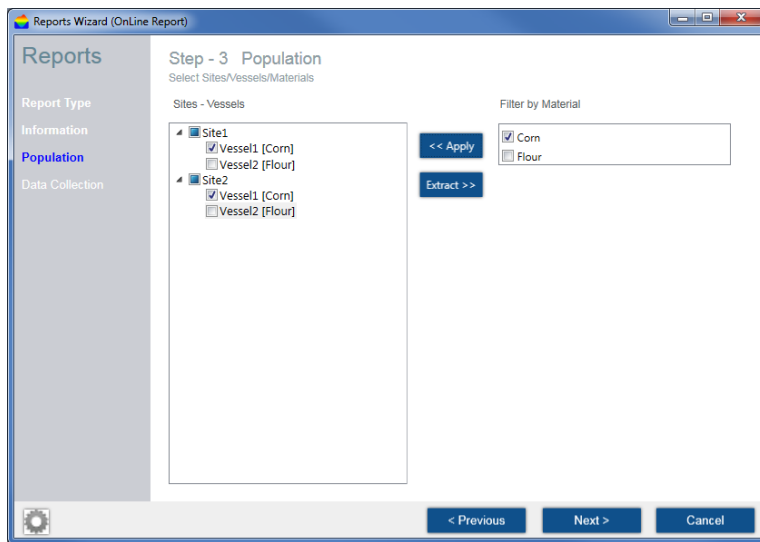 Reports Wizard (OnLine Report)
Reports
Report Type
Information
Population
Data Collection
Step - 3 Population
Select Sites/Vessels/Materials
Sites - Vessels
Site1
Vessel1 [Corn]
Vessel2 [Flour]
Site2
Vessel1 [Corn]
Vessel2 [Flour]
<< Apply
Extract >>
Filter by Material
Corn
Flour
< Previous
Next >
Cancel